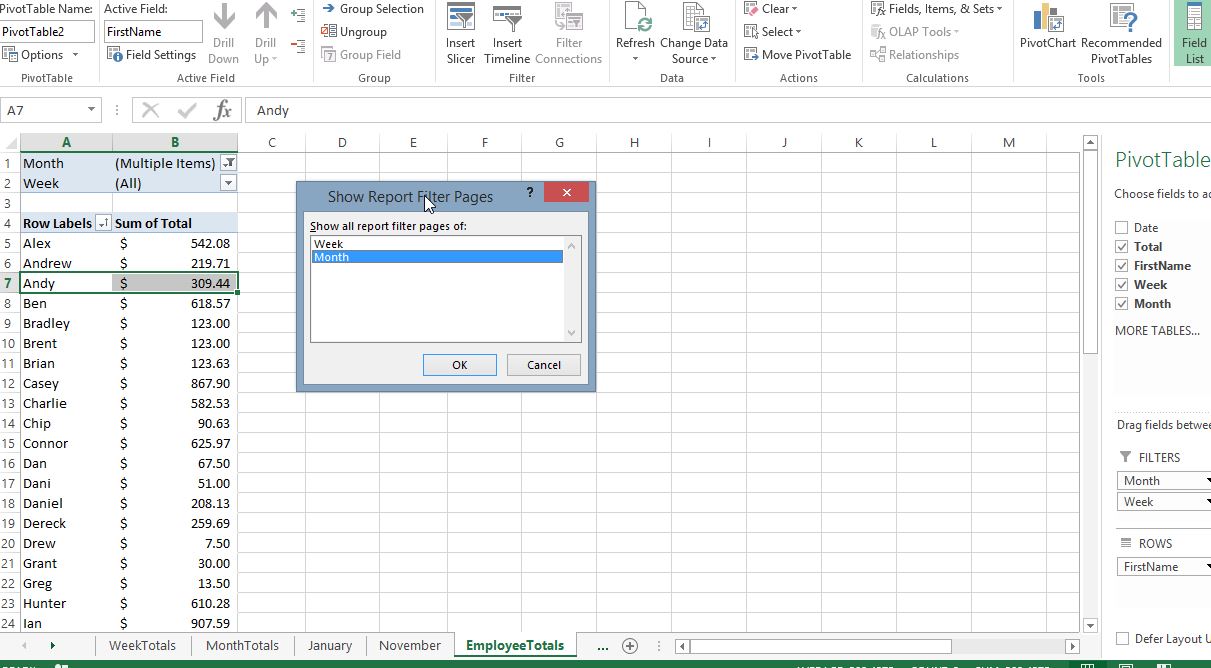 PivotTable Name:
PivotTable2
Options
PivotTable
Active Field:
FirstName
Field Settings
Drill Down
Drill Up
Active Field
Group Selection
Ungroup
Group Field
Group
Insert Slicer
Insert Timeline
Filter Connections
Filter
Refresh
Change Data Source
Data
Clear
Select
Move PivotTable
Actions
Fields, Items, & Sets
OLAP Tools
Relationships
Calculations
PivotChart
Recommended PivotTables
Tools
Field List
A7
fx
Andy
A B C D E F G H I J K L M
1 Month (Multiple Items)
2 Week (All)
3
4 Row Labels Sum of Total
5 Alex $ 542.08
6 Andrew $ 219.71
7 Andy $ 309.44
8 Ben $ 618.57
9 Bradley $ 123.00
10 Brent $ 123.00
11 Brian $ 123.63
12 Casey $ 867.90
13 Charlie $ 582.53
14 Chip $ 90.63
15 Connor $ 625.97
16 Dan $ 67.50
17 Dani $ 51.00
18 Daniel $ 208.13
19 Dereck $ 259.69
20 Drew $ 7.50
21 Grant $ 30.00
22 Greg $ 13.50
23 Hunter $ 610.28
24 Ian $ 907.59
Show Report Filter Pages
?
Show all report filter pages of:
Week
Month
OK
Cancel
PivotTable
Choose fields to
Date
Total
FirstName
Week
Month
MORE TABLES...
Drag fields
FILTERS
Month
Week
ROWS
FirstName
Defer Layout
WeekTotals MonthTotals January November EmployeeTotals ...